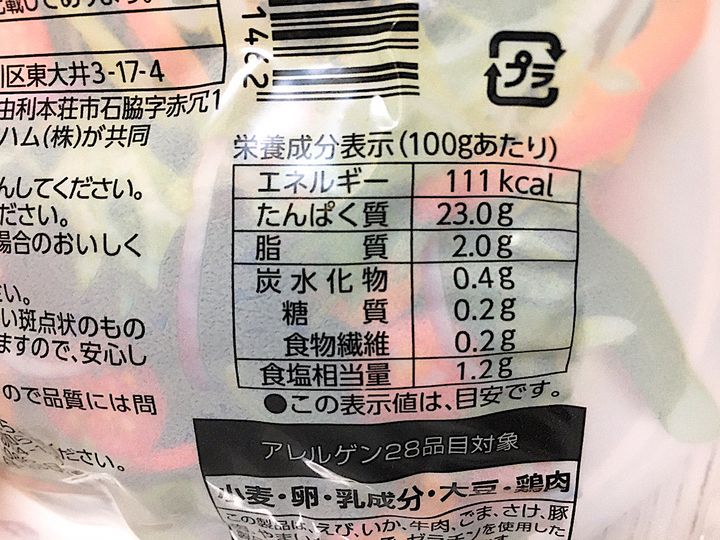 川区東大井3-17-4
由利本荘市石脇字赤冗1
ハム(株)が共同
んしてください。
ださい。
場合のおいしく
い斑点状のもの
ますので、安心し
ので品質には問
ださい。
プラ
栄養成分表示(100gあたり)
エネルギー 111kcal
たんぱく質 23.0g
脂質 2.0g
炭水化物 0.4g
糖質 0.2g
食物繊維 0.2g
食塩相当量 1.2g
●この表示値は、目安です。
アレルゲン28品目対象
小麦・卵・乳成分・大豆・鶏肉
この製品は、えび、いか、牛肉、ごま、さけ、豚